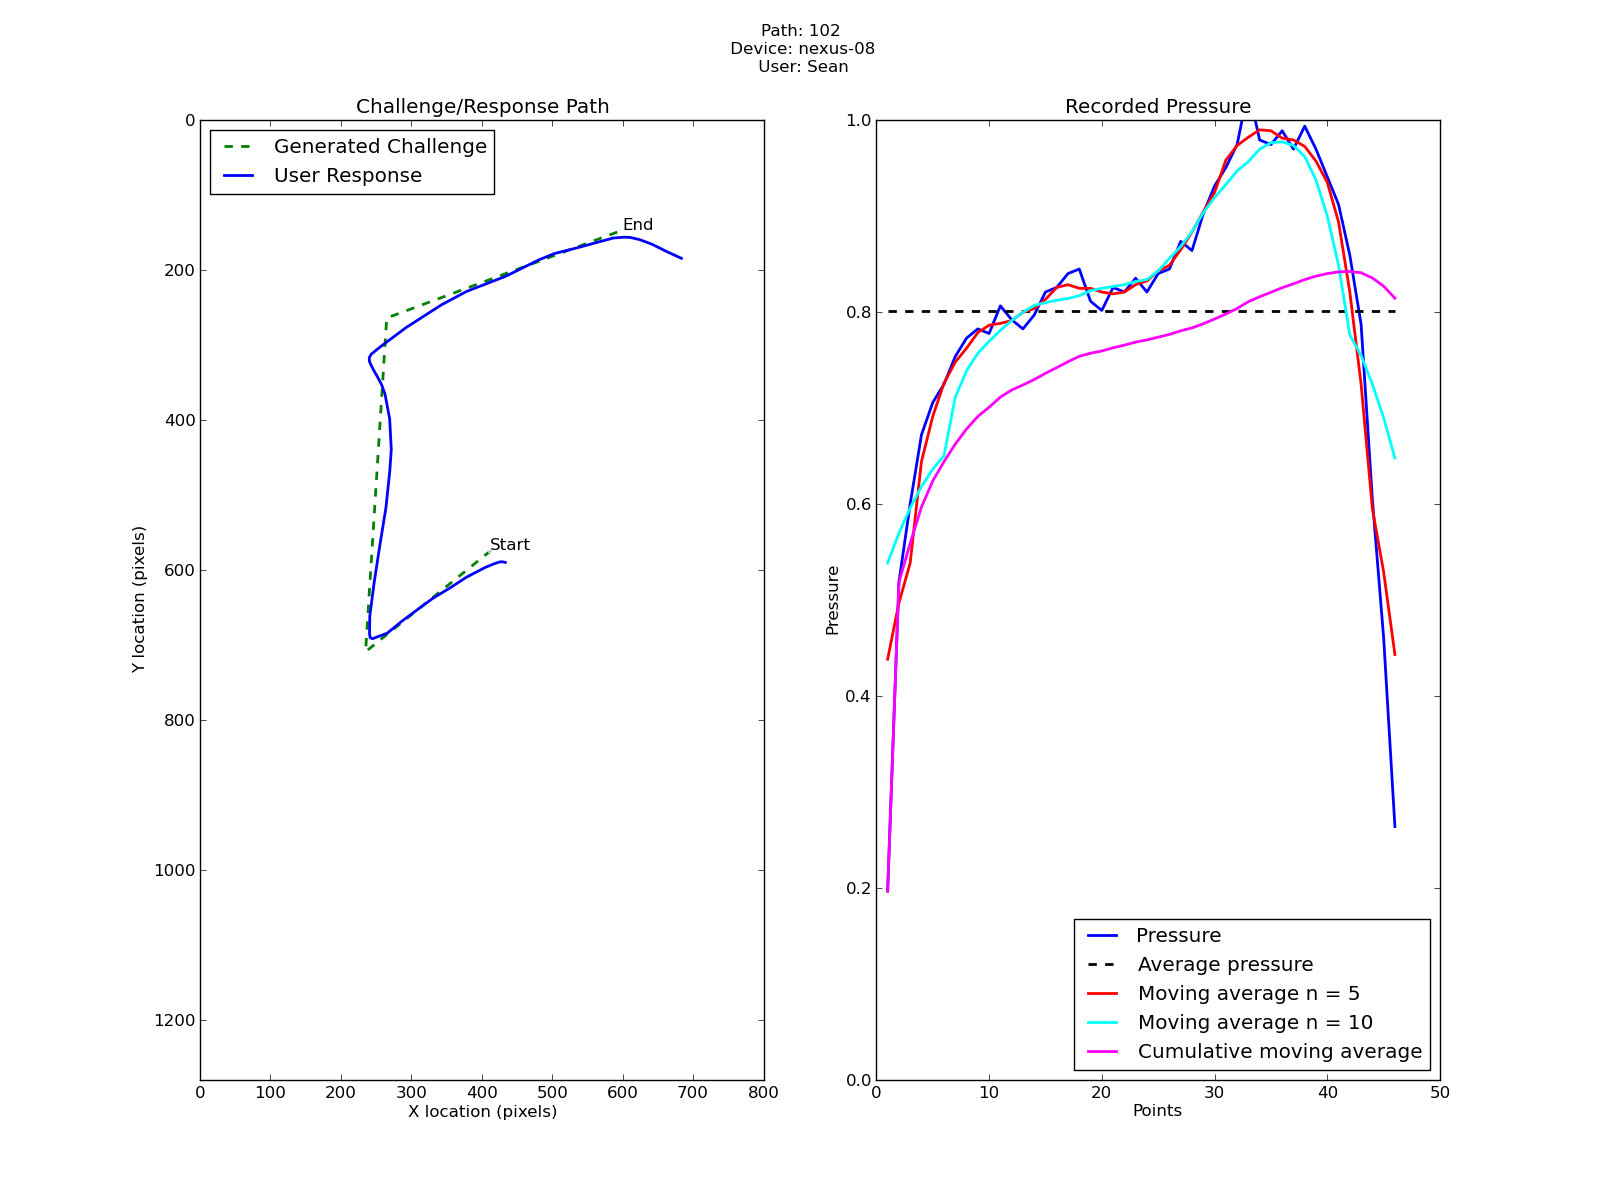 Path: 102
Device: nexus-08
User: Sean
Challenge/Response Path
Generated Challenge
User Response
End
Start
0
200
400
600
800
1000
1200
Y location (pixels)
0 100 200 300 400 500 600 700 800
X location (pixels)
Recorded Pressure
1.0
0.8
0.6
0.4
0.2
0.0
Pressure
Pressure
Average pressure
Moving average n = 5
Moving average n = 10
Cumulative moving average
0 10 20 30 40 50
Points